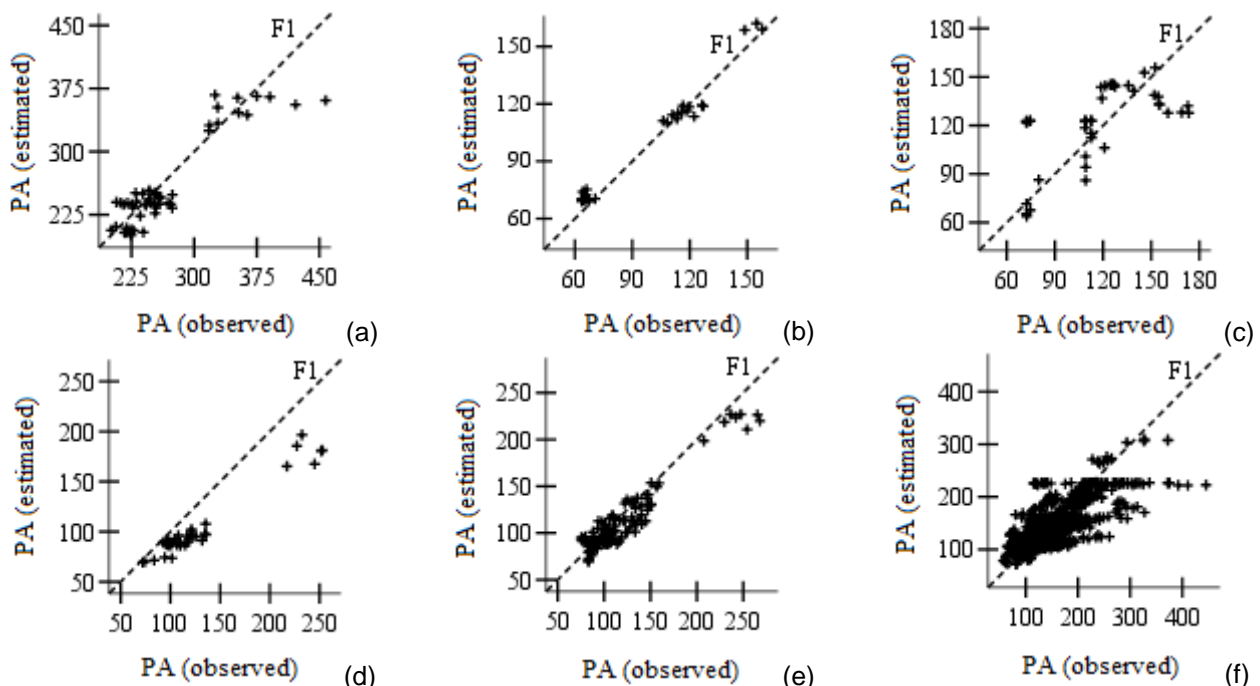 450
375
300
225
PA (estimated)
F1
225 300 375 450
PA (observed)
(a)
150
120
90
60
PA (estimated)
F1
60 90 120 150
PA (observed)
(b)
180
150
120
90
60
PA (estimated)
F1
60 90 120 150 180
PA (observed)
(c)
250
200
150
100
50
PA (estimated)
F1
50 100 150 200 250
PA (observed)
(d)
250
200
150
100
50
PA (estimated)
F1
50 100 150 200 250
PA (observed)
(e)
400
300
200
100
PA (estimated)
F1
100 200 300 400
PA (observed)
(f)